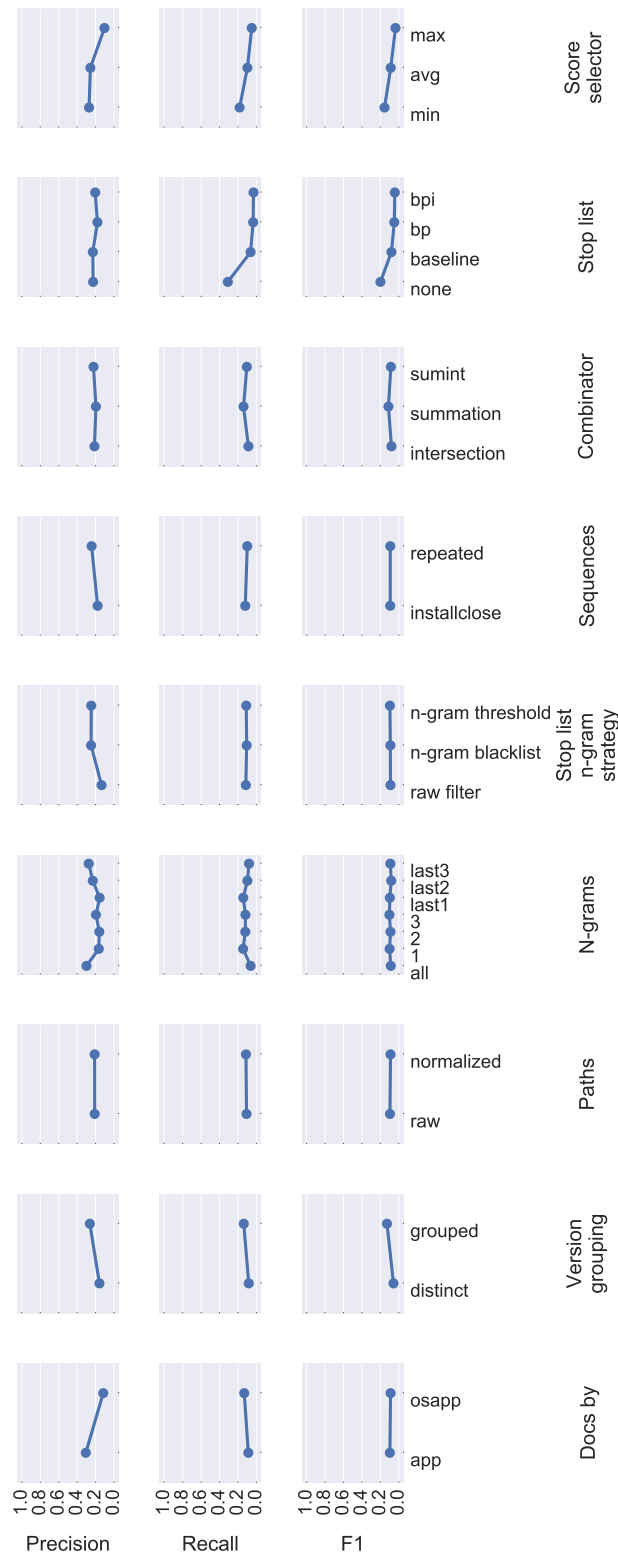 max
avg
min
Score
selector
bpi
bp
baseline
none
Stop list
sumint
summation
intersection
Combinator
repeated
installclose
Sequences
n-gram threshold
n-gram blacklist
raw filter
Stop list
n-gram
strategy
last3
last2
last1
3
2
1
all
N-grams
normalized
raw
Paths
grouped
distinct
Version
grouping
osapp
app
Docs by
1.0 0.8 0.6 0.4 0.2 0.0
1.0 0.8 0.6 0.4 0.2 0.0
1.0 0.8 0.6 0.4 0.2 0.0
Precision
Recall
F1